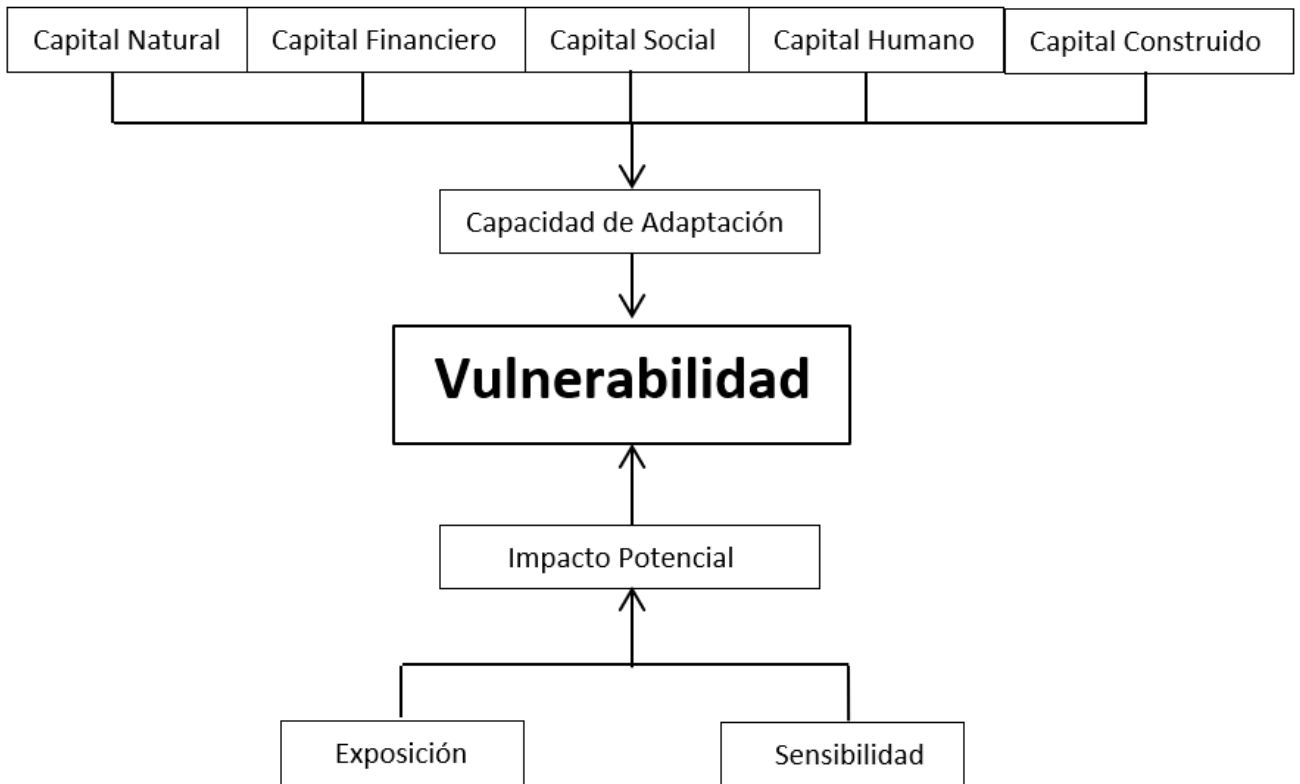 Capital Natural
Capital Financiero
Capital Social
Capital Humano
Capital Construido
Capacidad de Adaptación
Vulnerabilidad
Impacto Potencial
Exposición
Sensibilidad